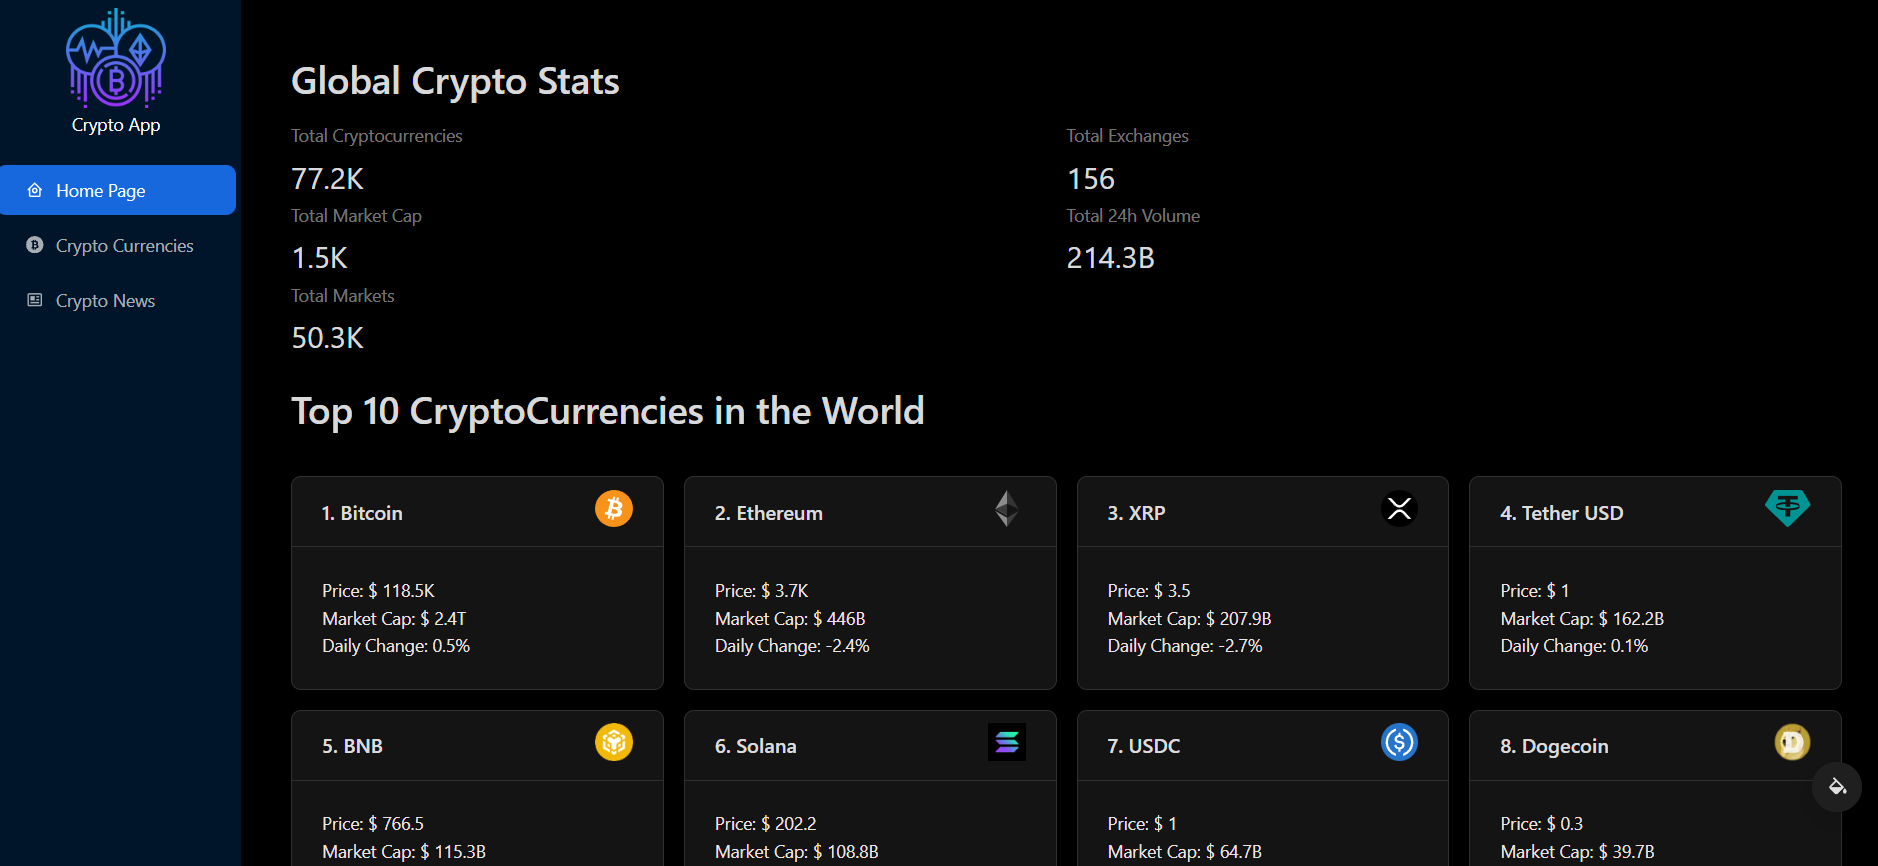 Crypto App
Home Page
Crypto Currencies
Crypto News
Global Crypto Stats
Total Cryptocurrencies
77.2K
Total Exchanges
156
Total Market Cap
1.5K
Total 24h Volume
214.3B
Total Markets
50.3K
Top 10 CryptoCurrencies in the World
1. Bitcoin
Price: $ 118.5K
Market Cap: $ 2.4T
Daily Change: 0.5%
2. Ethereum
Price: $ 3.7K
Market Cap: $ 446B
Daily Change: -2.4%
3. XRP
Price: $ 3.5
Market Cap: $ 207.9B
Daily Change: -2.7%
4. Tether USD
Price: $ 1
Market Cap: $ 162.2B
Daily Change: 0.1%
5. BNB
Price: $ 766.5
Market Cap: $ 115.3B
6. Solana
Price: $ 202.2
Market Cap: $ 108.8B
7. USDC
Price: $ 1
Market Cap: $ 64.7B
8. Dogecoin
Price: $ 0.3
Market Cap: $ 39.7B